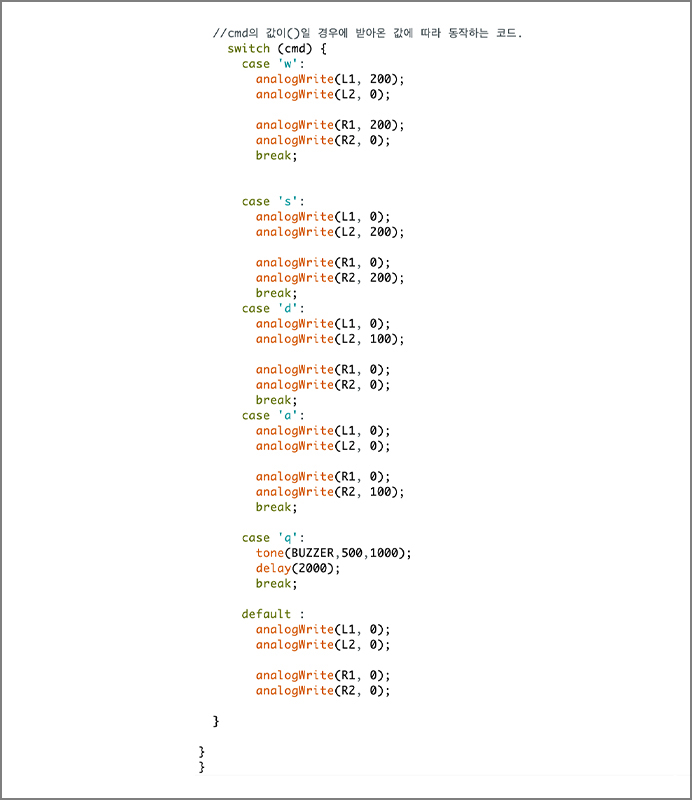 //cmd의 값이()일 경우에 받아온 값에 따라 동작하는 코드.
switch (cmd) {
case 'w':
analogWrite(L1, 200);
analogWrite(L2, 0);
analogWrite(R1, 200);
analogWrite(R2, 0);
break;
case 's':
analogWrite(L1, 0);
analogWrite(L2, 200);
analogWrite(R1, 0);
analogWrite(R2, 200);
break;
case 'd':
analogWrite(L1, 0);
analogWrite(L2, 100);
analogWrite(R1, 0);
analogWrite(R2, 0);
break;
case 'a':
analogWrite(L1, 0);
analogWrite(L2, 0);
analogWrite(R1, 0);
analogWrite(R2, 100);
break;
case 'q':
tone(BUZZER,500,1000);
delay(2000);
break;
default :
analogWrite(L1, 0);
analogWrite(L2, 0);
analogWrite(R1, 0);
analogWrite(R2, 0);
}
}
}